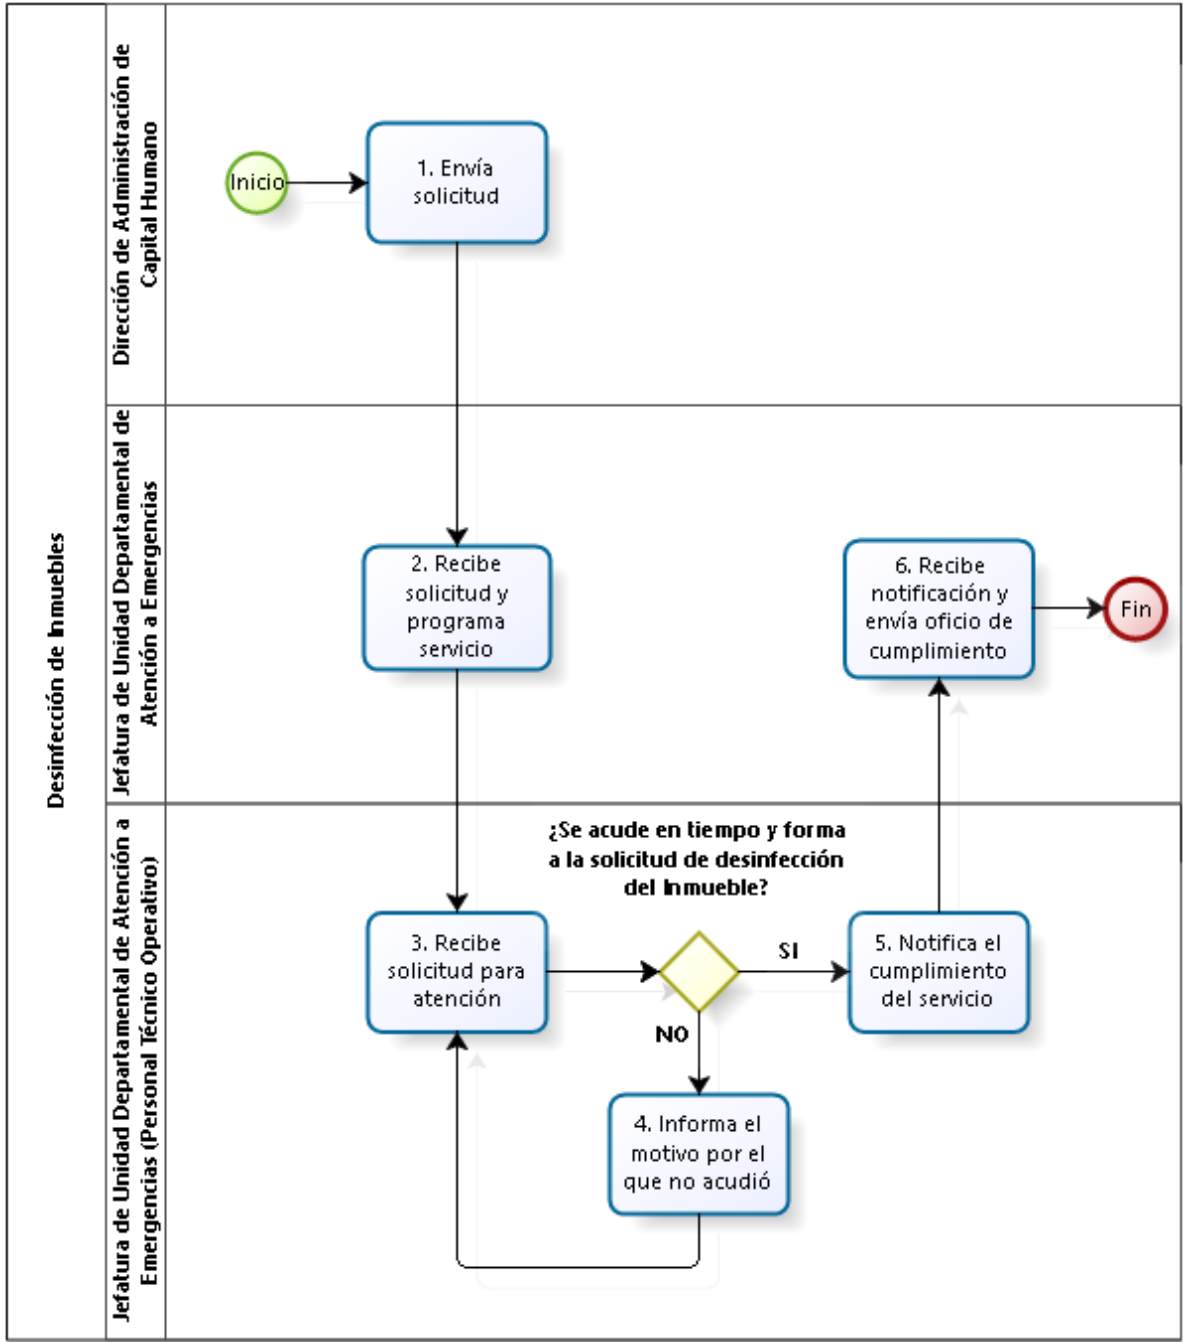 Desinfección de Inmuebles
Dirección de Administración de
Capital Humano
Inicio
1. Envía
solicitud
Jefatura de Unidad Departamental de
Atención a Emergencias
2. Recibe
solicitud y
programa
servicio
6. Recibe
notificación y
envía oficio de
cumplimiento
Fin
Jefatura de Unidad Departamental de Atención a
Emergencias (Personal Técnico Operativo)
¿Se acude en tiempo y forma
a la solicitud de desinfección
del Inmueble?
3. Recibe
solicitud para
atención
SI
5. Notifica el
cumplimiento
del servicio
NO
4. Informa el
motivo por el
que no acudió